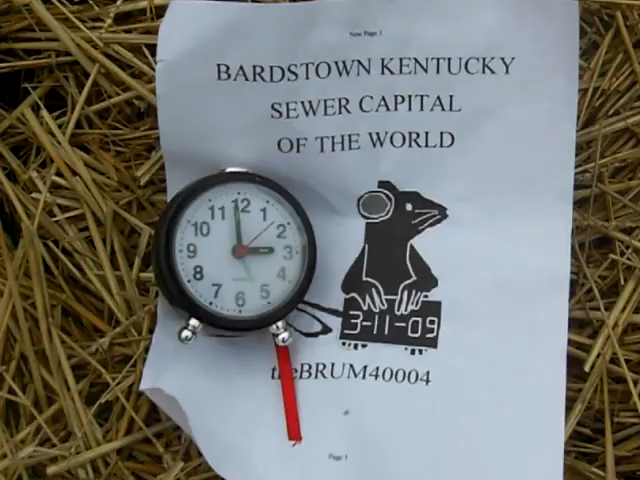 New Page 1
BARDSTOWN KENTUCKY
SEWER CAPITAL
OF THE WORLD
12
11 1
10 2
9 3
8 4
7 5
6
3-11-09
theBRUM40004
Page 1